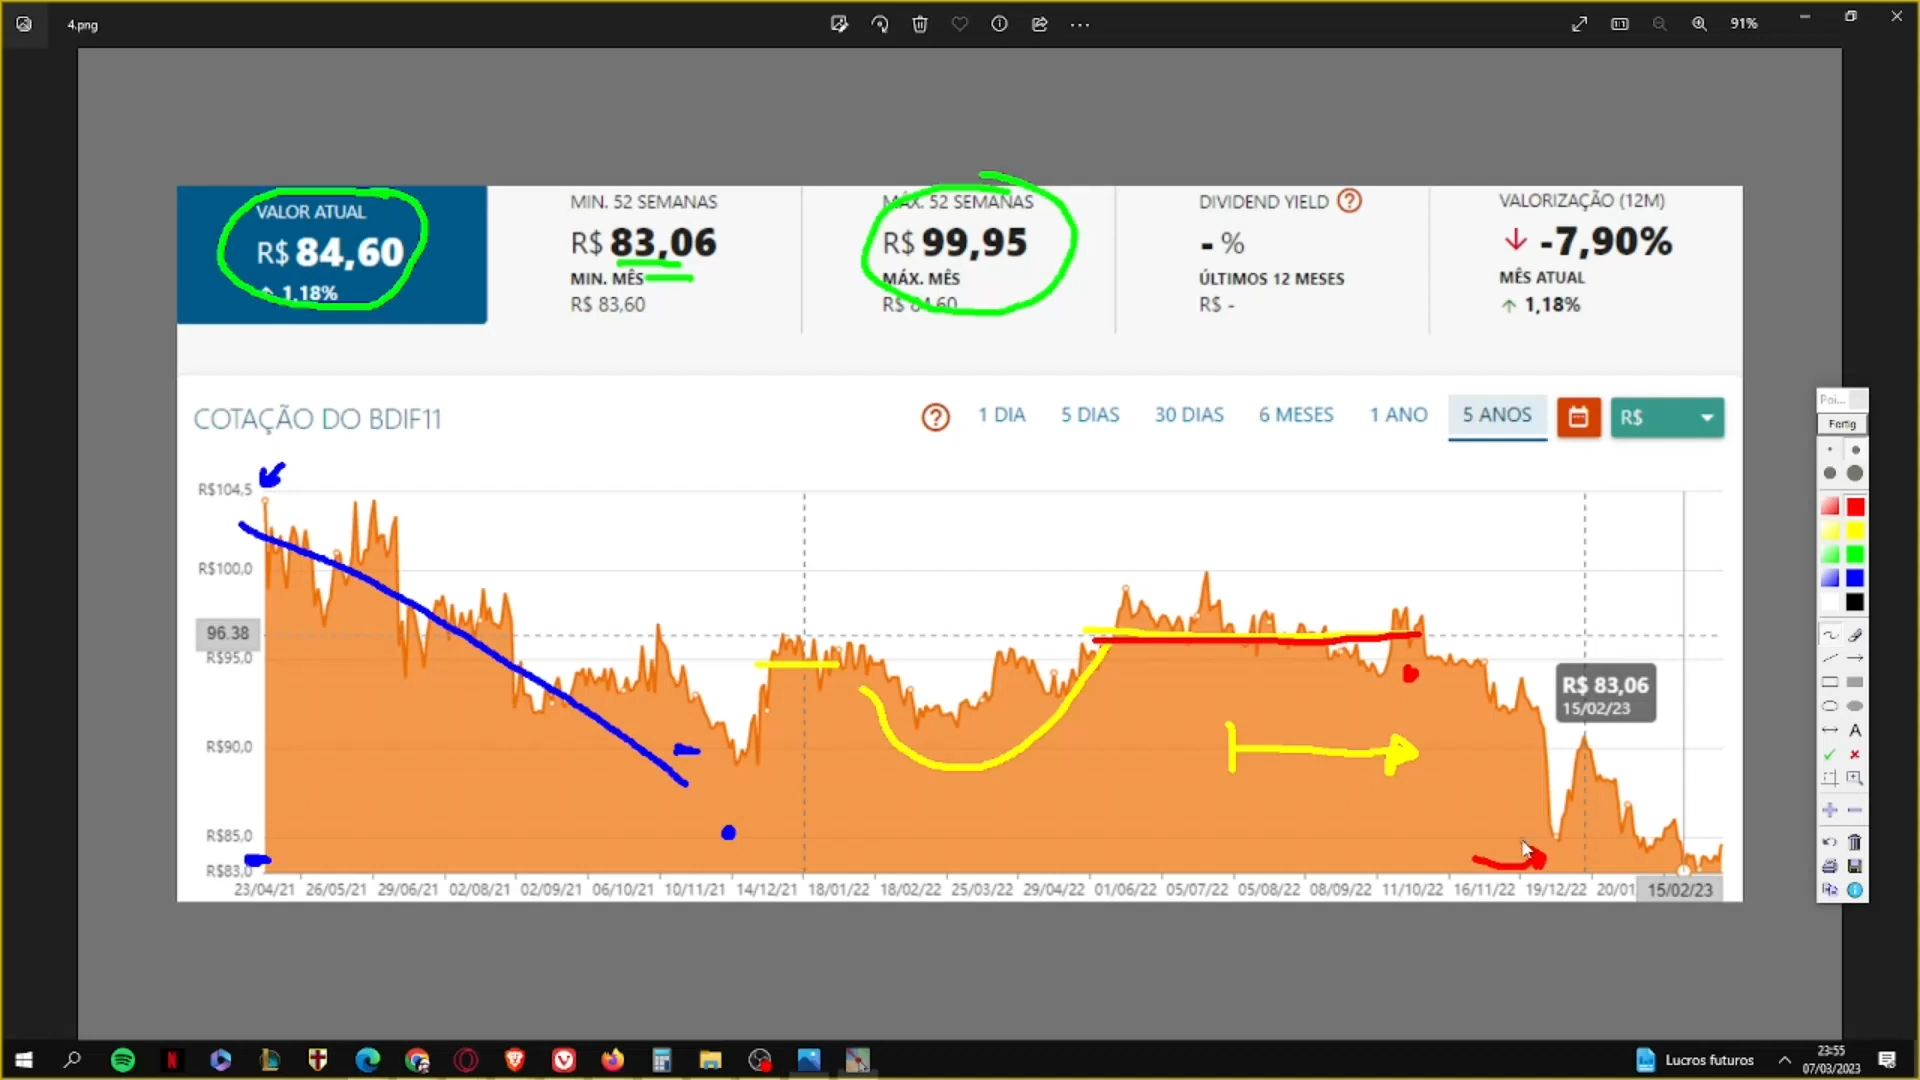 4.png
91%
VALOR ATUAL
R$ 84,60
1,18%
MIN. 52 SEMANAS
R$ 83,06
MIN. MÊS
R$ 83,60
MÁX. 52 SEMANAS
R$ 99,95
MÁX. MÊS
R$ 84,60
DIVIDEND YIELD ?
- %
ÚLTIMOS 12 MESES
R$ -
VALORIZAÇÃO (12M)
-7,90%
MÊS ATUAL
1,18%
COTAÇÃO DO BDIF11
? 1 DIA 5 DIAS 30 DIAS 6 MESES 1 ANO 5 ANOS R$
R$104,5
R$100,0
96.38
R$95,0
R$90,0
R$85,0
R$83,0
R$ 83,06
15/02/23
23/04/21 26/05/21 29/06/21 02/08/21 02/09/21 06/10/21 10/11/21 14/12/21 18/01/22 18/02/22 25/03/22 29/04/22 01/06/22 05/07/22 05/08/22 08/09/22 11/10/22 16/11/22 19/12/22 20/01 15/02/23
Poi...
Fertig
A
Lucros futuros
23:55
07/03/2023